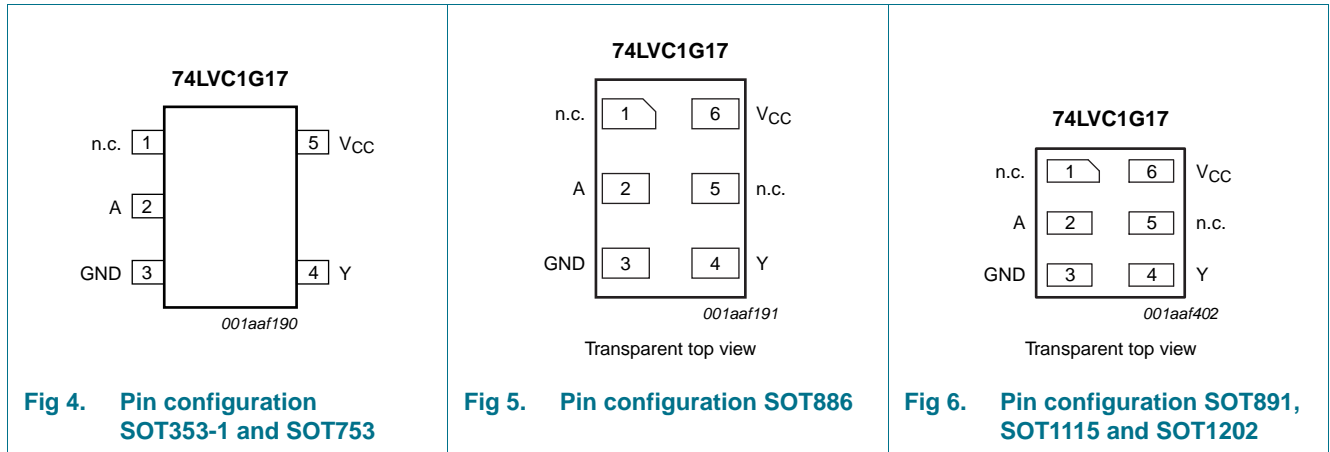 74LVC1G17
n.c. 1 5 VCC
A 2
GND 3 4 Y
001aaf190
Fig 4. Pin configuration
SOT353-1 and SOT753
74LVC1G17
n.c. 1 6 VCC
A 2 5 n.c.
GND 3 4 Y
001aaf191
Transparent top view
Fig 5. Pin configuration SOT886
74LVC1G17
n.c. 1 6 VCC
A 2 5 n.c.
GND 3 4 Y
001aaf402
Transparent top view
Fig 6. Pin configuration SOT891,
SOT1115 and SOT1202